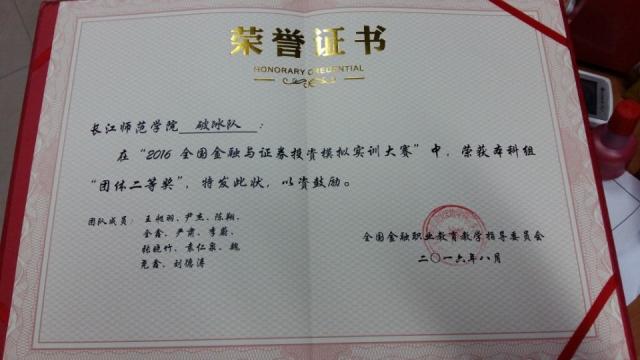 荣誉证书
HONORARY CREDENTIAL
长江师范学院 破冰队 :
在“2016 全国金融与证券投资模拟实训大赛”中，荣获本科组
“团体二等奖”，特发此状，以资鼓励。
团队成员：王昶羽、尹杰、陈翔、
金鑫、严肃、李蔚、
张晓竹、袁仁泉、魏
尧鑫、刘德涛
全国金融职业教育教学指导委员会
二〇一六年八月